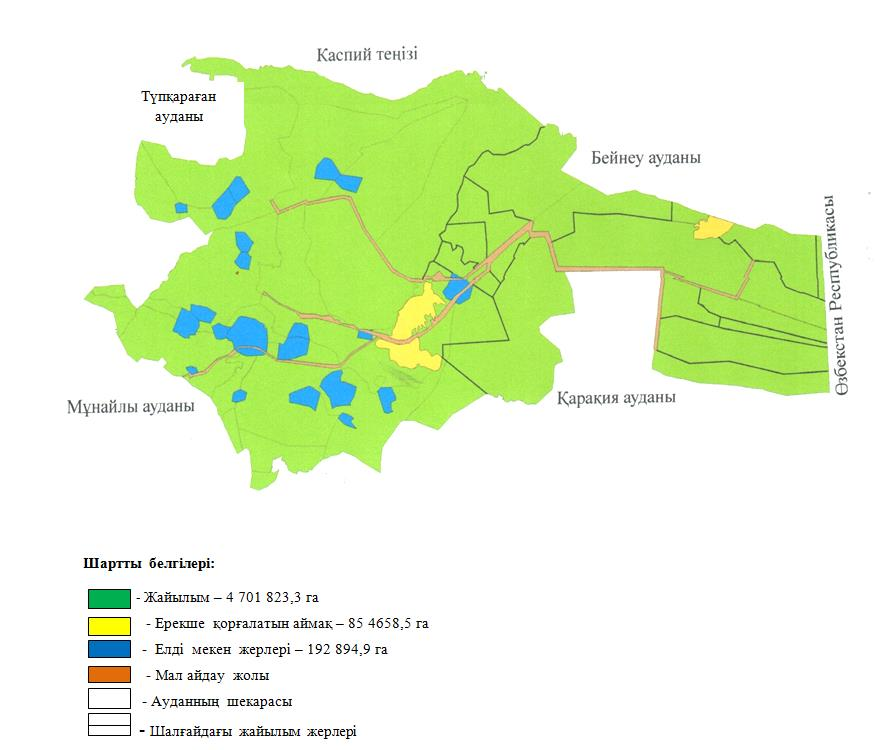 Каспий теңізі
Түпқараған
ауданы
Бейнеу ауданы
Өзбекстан Республикасы
Мұнайлы ауданы
Қарақия ауданы
Шартты белгілері:
- Жайылым – 4 701 823,3 га
- Ерекше қорғалатын аймақ – 85 4658,5 га
- Елді мекен жерлері – 192 894,9 га
- Мал айдау жолы
- Ауданның шекарасы
- Шалғайдағы жайылым жерлері